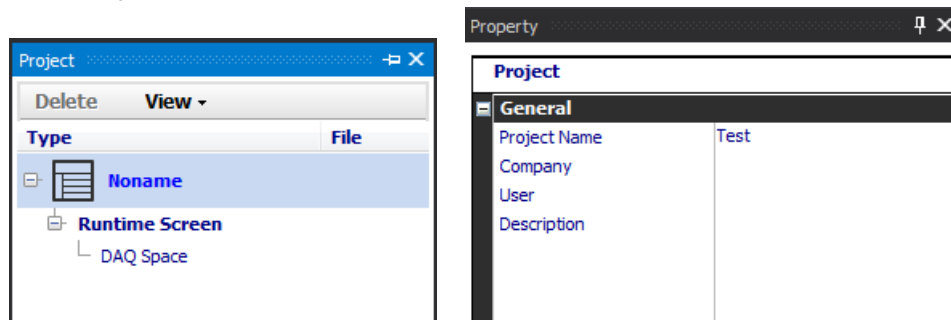 Project
Delete View
Type File
Noname
Runtime Screen
DAQ Space
Property
Project
General
Project Name Test
Company
User
Description